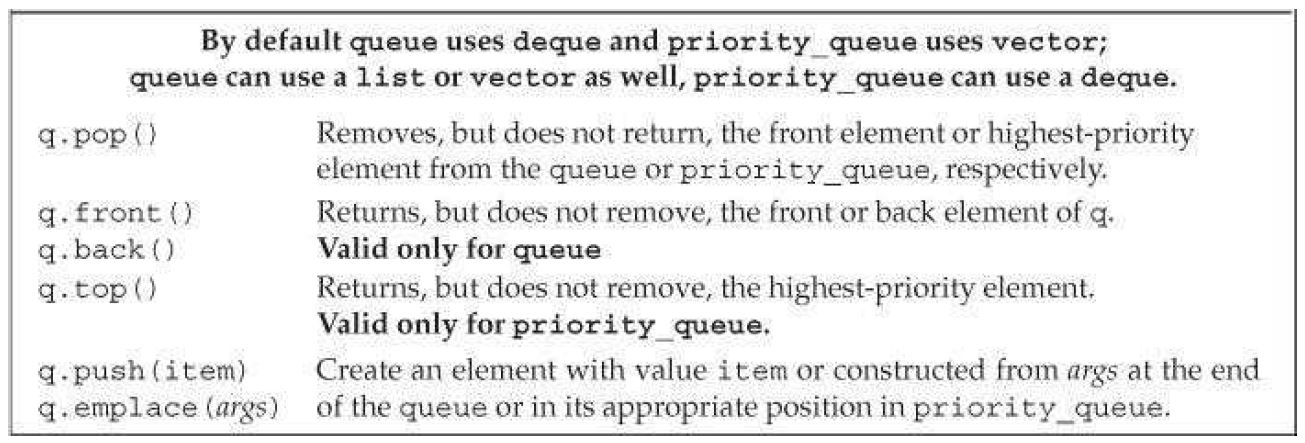 By default queue uses deque and priority_queue uses vector;
queue can use a list or vector as well, priority_queue can use a deque.
q.pop() Removes, but does not return, the front element or highest-priority
element from the queue or priority_queue, respectively.
q.front() Returns, but does not remove, the front or back element of q.
q.back() Valid only for queue
q.top() Returns, but does not remove, the highest-priority element.
Valid only for priority_queue.
q.push(item) Create an element with value item or constructed from args at the end
q.emplace(args) of the queue or in its appropriate position in priority_queue.